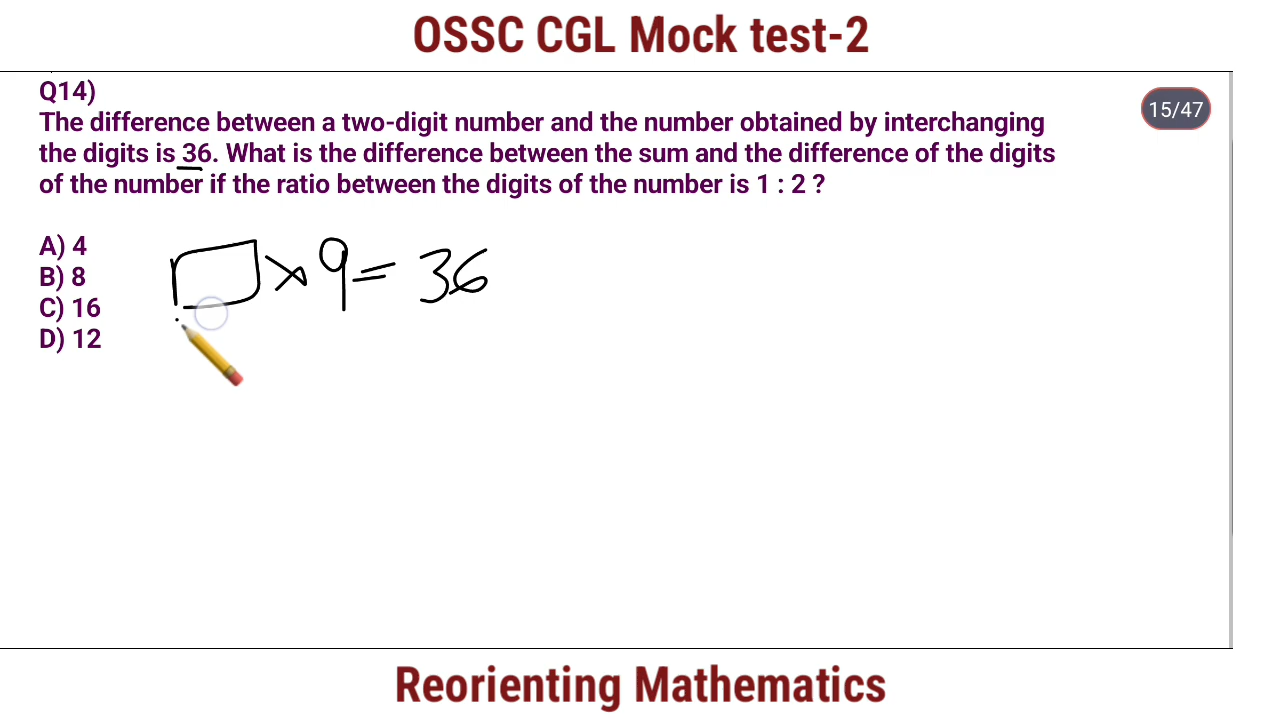 OSSC CGL Mock test-2
Q14)
15/47
The difference between a two-digit number and the number obtained by interchanging
the digits is 36. What is the difference between the sum and the difference of the digits
of the number if the ratio between the digits of the number is 1 : 2 ?
A) 4
B) 8
C) 16
D) 12
× 9 = 36
Reorienting Mathematics